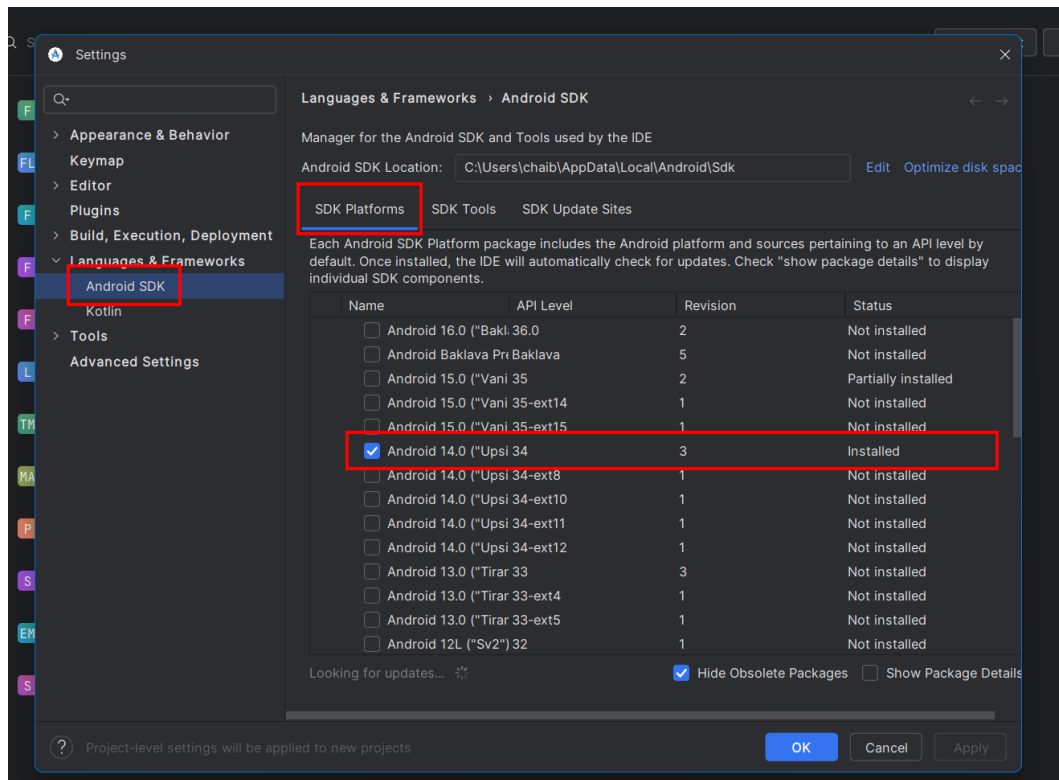 S
Settings
Languages & Frameworks › Android SDK
Appearance & Behavior
Keymap
Editor
Plugins
Build, Execution, Deployment
Languages & Frameworks
Android SDK
Kotlin
Tools
Advanced Settings
Manager for the Android SDK and Tools used by the IDE
Android SDK Location: C:\Users\chaib\AppData\Local\Android\Sdk Edit Optimize disk spac
SDK Platforms SDK Tools SDK Update Sites
Each Android SDK Platform package includes the Android platform and sources pertaining to an API level by
default. Once installed, the IDE will automatically check for updates. Check "show package details" to display
individual SDK components.
Name API Level Revision Status
Android 16.0 ("Bakl 36.0 2 Not installed
Android Baklava Pre Baklava 5 Not installed
Android 15.0 ("Vani 35 2 Partially installed
Android 15.0 ("Vani 35-ext14 1 Not installed
Android 15.0 ("Vani 35-ext15 1 Not installed
Android 14.0 ("Upsi 34 3 Installed
Android 14.0 ("Upsi 34-ext8 1 Not installed
Android 14.0 ("Upsi 34-ext10 1 Not installed
Android 14.0 ("Upsi 34-ext11 1 Not installed
Android 14.0 ("Upsi 34-ext12 1 Not installed
Android 13.0 ("Tirar 33 3 Not installed
Android 13.0 ("Tirar 33-ext4 1 Not installed
Android 13.0 ("Tirar 33-ext5 1 Not installed
Android 12L ("Sv2") 32 1 Not installed
Looking for updates... Hide Obsolete Packages Show Package Details
? Project-level settings will be applied to new projects OK Cancel Apply
F
FL
F
F
F
L
TM
MA
P
S
EM
S